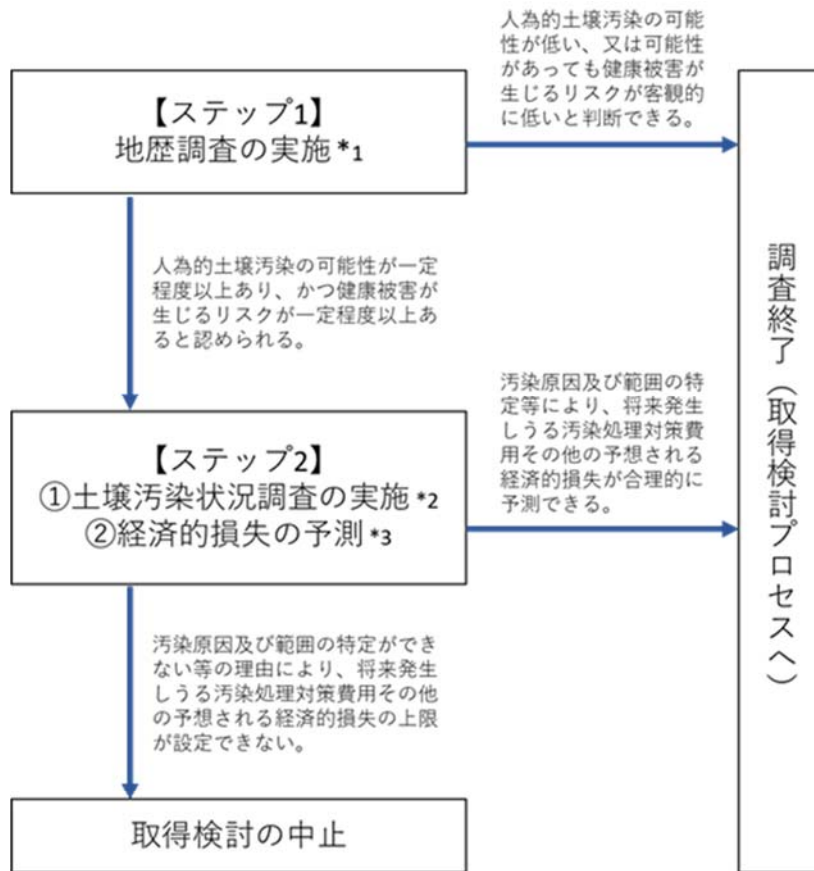 人為的土壌汚染の可能
性が低い、又は可能性
があっても健康被害が
生じるリスクが客観的
に低いと判断できる。
【ステップ1】
地歴調査の実施 *1
人為的土壌汚染の可能性が一定
程度以上あり、かつ健康被害が
生じるリスクが一定程度以上あ
ると認められる。
【ステップ2】
①土壌汚染状況調査の実施 *2
②経済的損失の予測 *3
汚染原因及び範囲の特
定等により、将来発生
しうる汚染処理対策費
用その他の予想される
経済的損失が合理的に
予測できる。
汚染原因及び範囲の特定ができ
ない等の理由により、将来発生
しうる汚染処理対策費用その他
の予想される経済的損失の上限
が設定できない。
取得検討の中止
調査終了（取得検討プロセスへ）